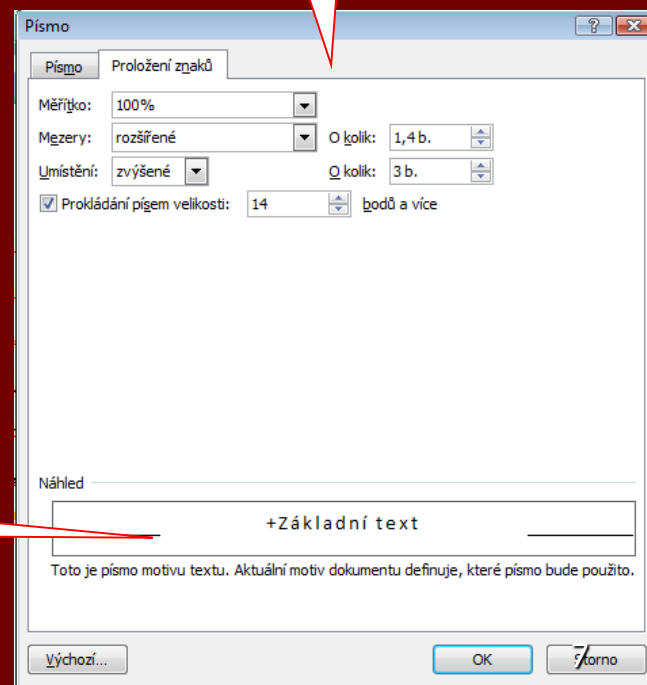 Písmo
Písmo Proložení znaků
Měřítko: 100%
Mezery: rozšířené O kolik: 1,4 b.
Umístění: zvýšené O kolik: 3 b.
Prokládání písem velikosti: 14 bodů a více
Náhled
+Základní text
Toto je písmo motivu textu. Aktuální motiv dokumentu definuje, které písmo bude použito.
Výchozí... OK Storno
7